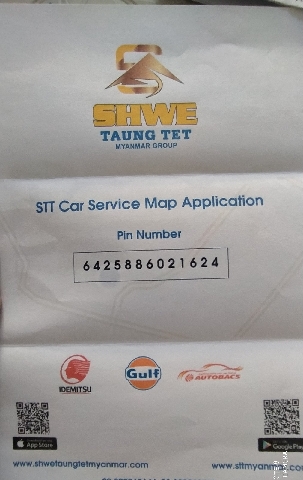 SHWE
TAUNG TET
MYANMAR GROUP
STT Car Service Map Application
Pin Number
6425886021624
IDEMITSU
Gulf
AUTOBACS
App Store
Google Play
www.shwetaungtetmyanmar.com
www.sttmyanmar.com